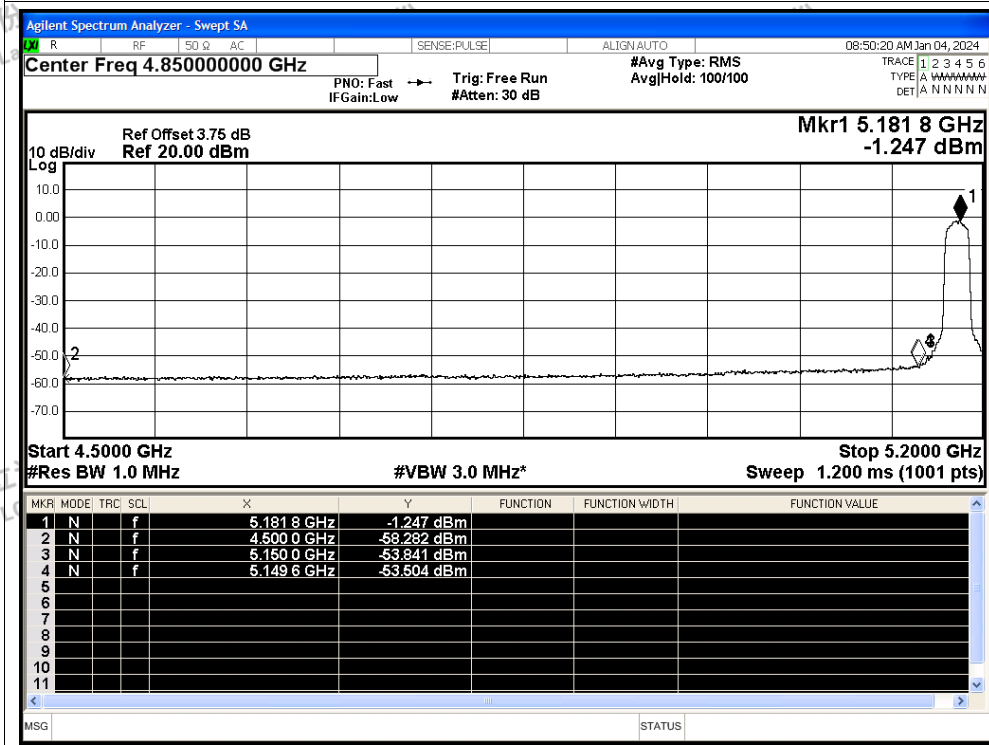 Agilent Spectrum Analyzer - Swept SA
LXI R RF 50 Ω AC SENSE:PULSE ALIGN AUTO 08:50:20 AM Jan 04, 2024
Center Freq 4.850000000 GHz
PNO: Fast
IFGain:Low
Trig: Free Run
#Atten: 30 dB
#Avg Type: RMS
Avg|Hold: 100/100
TRACE 1 2 3 4 5 6
TYPE A WWWWW
DET A N N N N N
Mkr1 5.181 8 GHz
-1.247 dBm
Ref Offset 3.75 dB
10 dB/div Ref 20.00 dBm
Log
10.0
0.00
-10.0
-20.0
-30.0
-40.0
-50.0
-60.0
-70.0
1
2
Start 4.5000 GHz Stop 5.2000 GHz
#Res BW 1.0 MHz #VBW 3.0 MHz* Sweep 1.200 ms (1001 pts)
MKR MODE TRC SCL X Y FUNCTION FUNCTION WIDTH FUNCTION VALUE
1 N f 5.181 8 GHz -1.247 dBm
2 N f 4.500 0 GHz -58.282 dBm
3 N f 5.150 0 GHz -53.841 dBm
4 N f 5.149 6 GHz -53.504 dBm
5
6
7
8
9
10
11
MSG STATUS